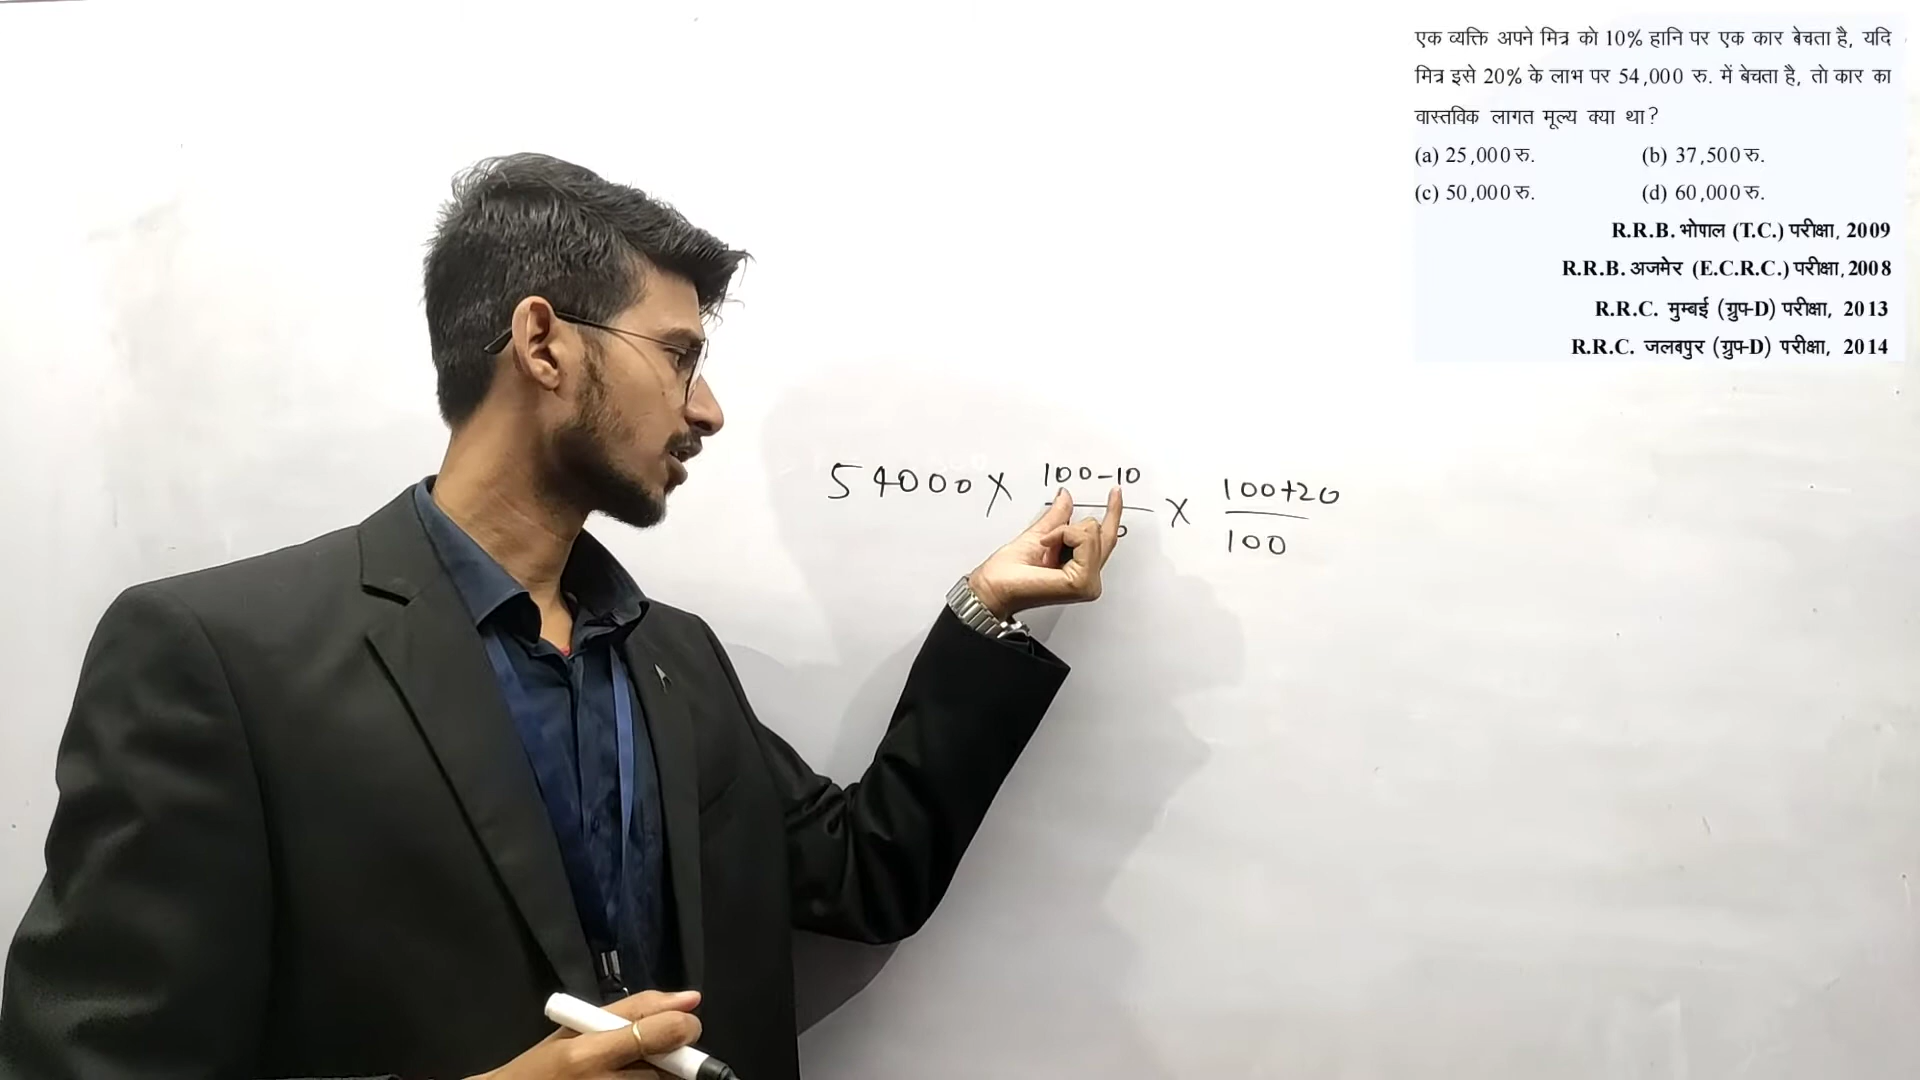 एक व्यक्ति अपने मित्र को 10% हानि पर एक कार बेचता है, यदि
मित्र इसे 20% के लाभ पर 54,000 रु. में बेचता है, तो कार का
वास्तविक लागत मूल्य क्या था?
(a) 25,000 रु. (b) 37,500 रु.
(c) 50,000 रु. (d) 60,000 रु.
R.R.B. भोपाल (T.C.) परीक्षा, 2009
R.R.B. अजमेर (E.C.R.C.) परीक्षा, 2008
R.R.C. मुम्बई (ग्रुप-D) परीक्षा, 2013
R.R.C. जलबपुर (ग्रुप-D) परीक्षा, 2014
54000 × 100-10 × 100+20
100